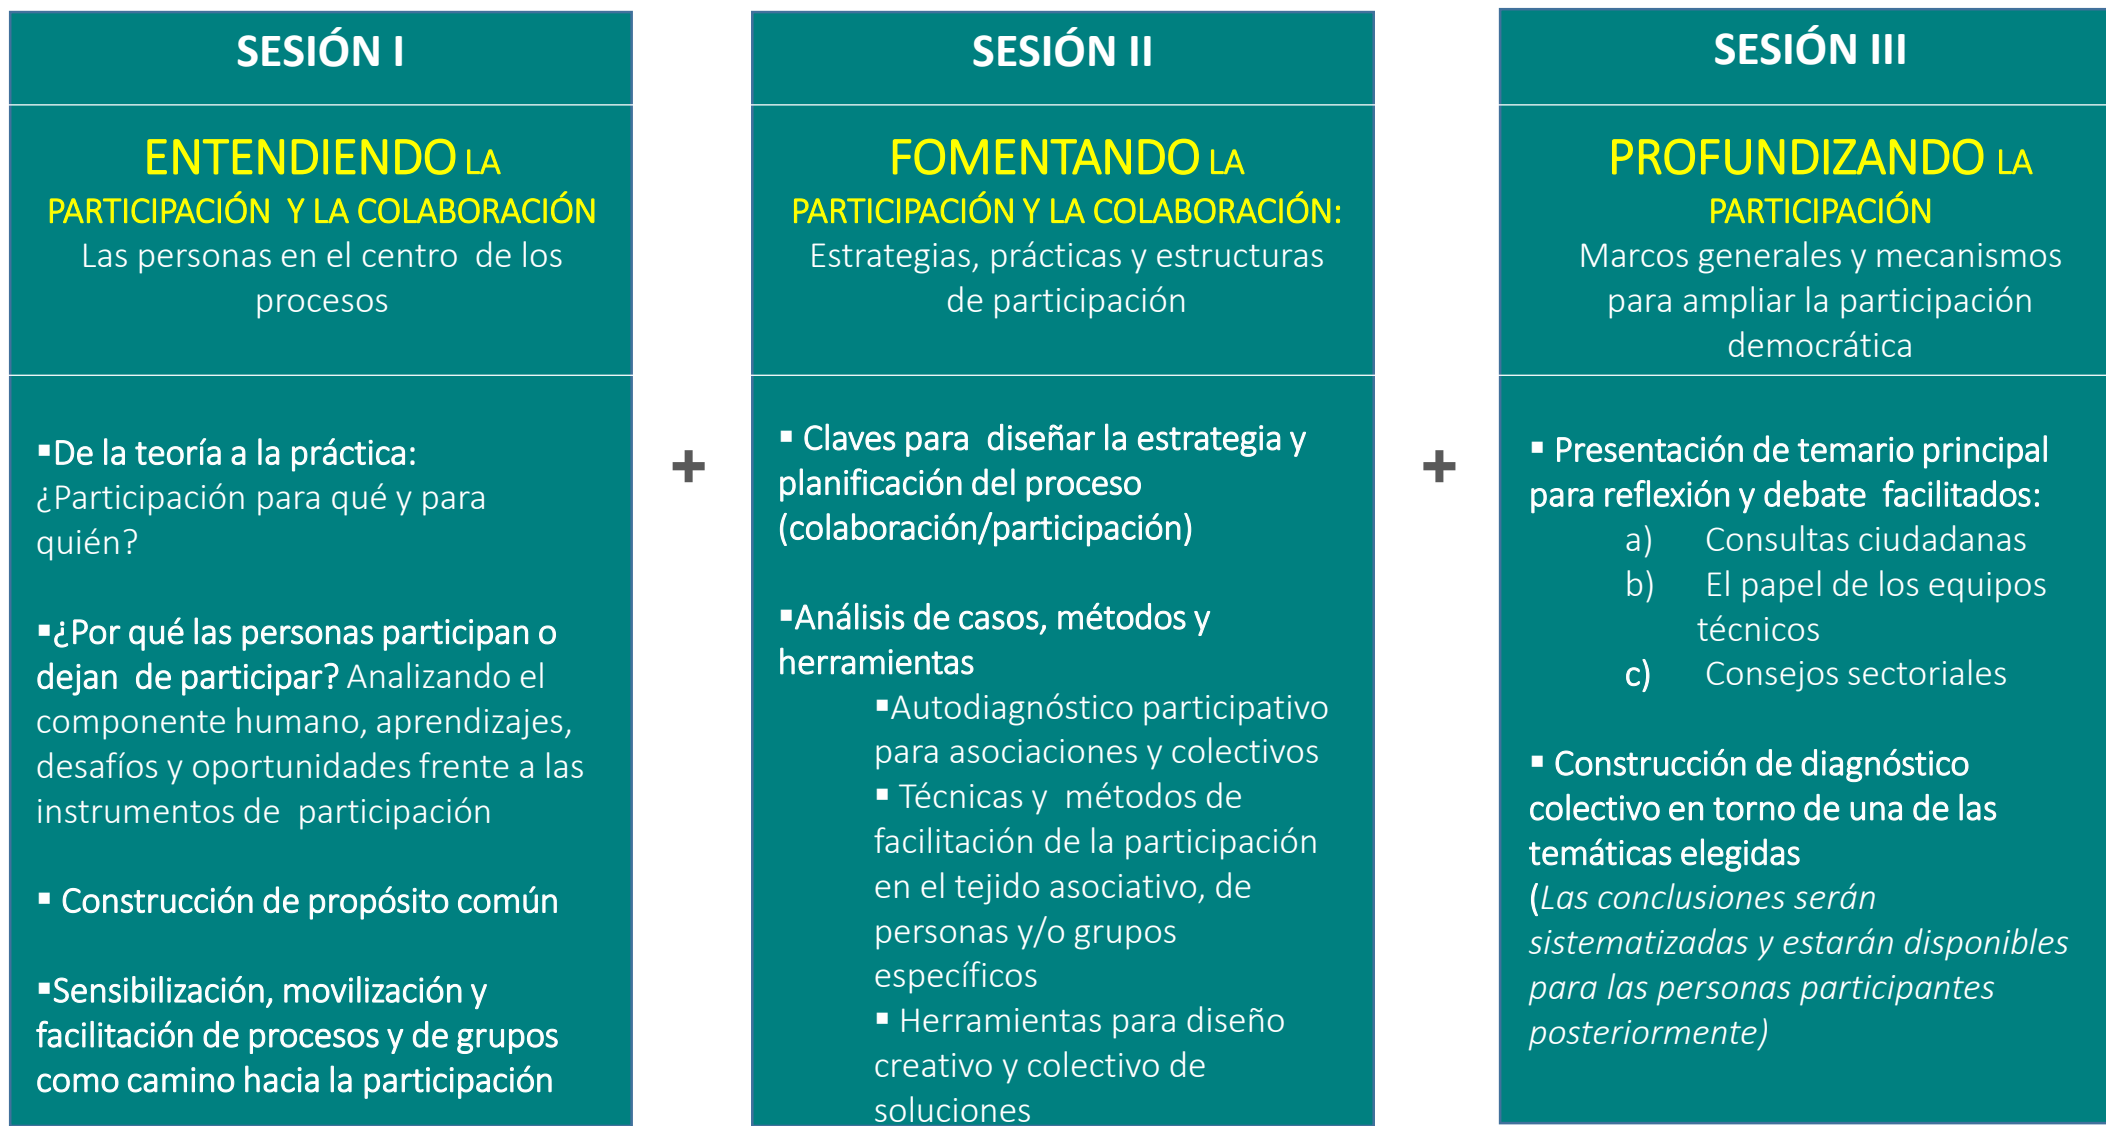 SESIÓN I
ENTENDIENDO LA
PARTICIPACIÓN Y LA COLABORACIÓN
Las personas en el centro de los
procesos
▪De la teoría a la práctica:
¿Participación para qué y para
quién?
▪¿Por qué las personas participan o
dejan de participar? Analizando el
componente humano, aprendizajes,
desafíos y oportunidades frente a las
instrumentos de participación
▪ Construcción de propósito común
▪Sensibilización, movilización y
facilitación de procesos y de grupos
como camino hacia la participación
+
SESIÓN II
FOMENTANDO LA
PARTICIPACIÓN Y LA COLABORACIÓN:
Estrategias, prácticas y estructuras
de participación
▪ Claves para diseñar la estrategia y
planificación del proceso
(colaboración/participación)
▪Análisis de casos, métodos y
herramientas
▪Autodiagnóstico participativo
para asociaciones y colectivos
▪ Técnicas y métodos de
facilitación de la participación
en el tejido asociativo, de
personas y/o grupos
específicos
▪ Herramientas para diseño
creativo y colectivo de
soluciones
+
SESIÓN III
PROFUNDIZANDO LA
PARTICIPACIÓN
Marcos generales y mecanismos
para ampliar la participación
democrática
▪ Presentación de temario principal
para reflexión y debate facilitados:
a) Consultas ciudadanas
b) El papel de los equipos
técnicos
c) Consejos sectoriales
▪ Construcción de diagnóstico
colectivo en torno de una de las
temáticas elegidas
(Las conclusiones serán
sistematizadas y estarán disponibles
para las personas participantes
posteriormente)